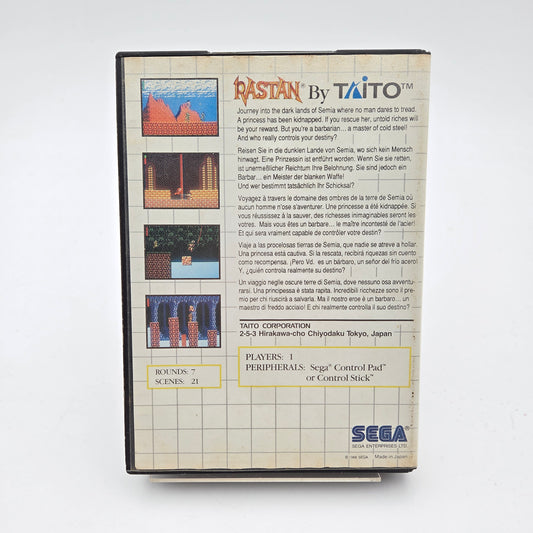 RASTAN® By TAITO™
Journey into the dark lands of Semia where no man dares to tread.
A princess has been kidnapped. If you rescue her, untold riches will
be your reward. But you're a barbarian... a master of cold steel!
And who really controls your destiny?
Reisen Sie in die dunklen Lande von Semia, wo sich kein Mensch
hinwagt. Eine Prinzessin ist entführt worden. Wenn Sie sie retten,
ist unermeßlicher Reichtum Ihre Belohnung. Sie sind jedoch ein
Barbar... ein Meister der blanken Waffe!
Und wer bestimmt tatsächlich Ihr Schicksal?
Voyagez à travers le domaine des ombres de la terre de Semia où
aucun homme n'ose s'aventurer. Une princesse a été kidnappée. Si
vous réussissez à la sauver, des richesses inimaginables seront les
votres. Mais vous êtes un barbare... le maître incontesté de l'acier!
Et qui sera vraiment capable de contrôler votre destin?
Viaje a las procelosas tierras de Semia, que nadie se atreve a hollar.
Una princesa está cautiva. Si la rescata, recibirá riquezas sin cuento
como recompensa. ¡Pero Vd. es un bárbaro, un señor del frío acero!
Y, ¿quién controla realmente su destino?
Un viaggio nelle oscure terre di Semia, dove nessuno osa avventu-
rarsi. Una principessa è stata rapita. Incredibili ricchezze sono il pre-
mio per chi riuscirà a salvarla. Ma il nostro eroe è un barbaro... un
maestro di freddo acciaio! E chi realmente controlla il suo destino?
TAITO CORPORATION
2-5-3 Hirakawa-cho Chiyodaku Tokyo, Japan
PLAYERS: 1
PERIPHERALS: Sega® Control Pad™
or Control Stick™
ROUNDS: 7
SCENES: 21
SEGA
SEGA ENTERPRISES LTD.
© 1988 SEGA Made in Japan